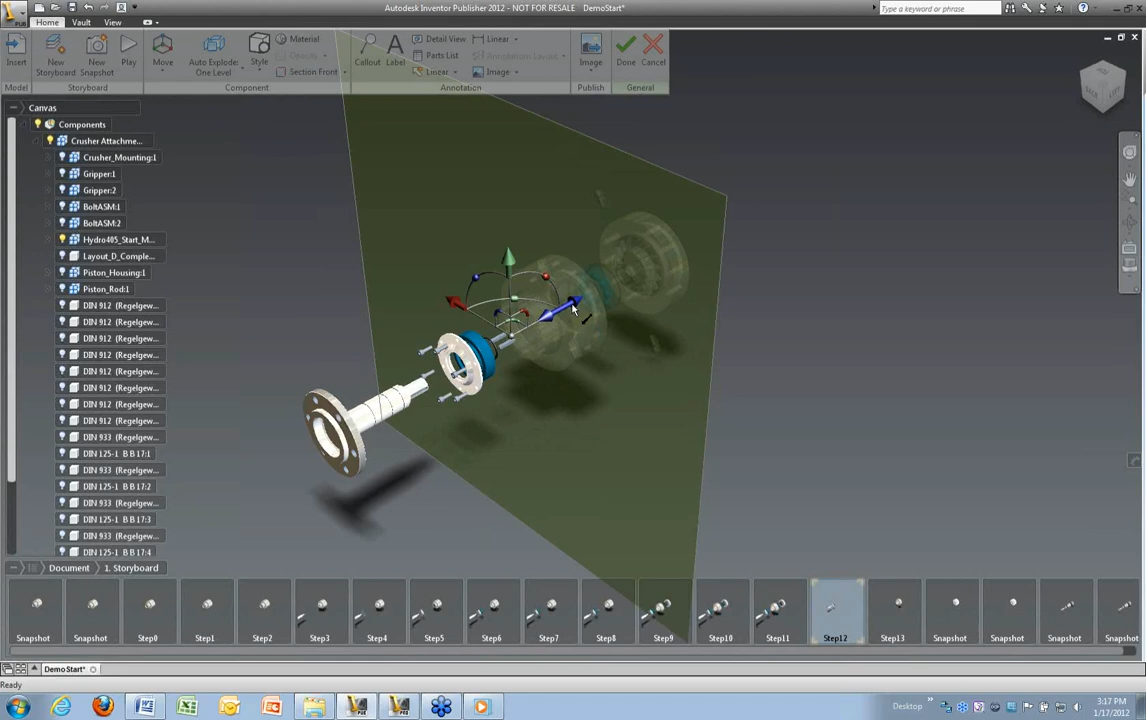 Autodesk Inventor Publisher 2012 - NOT FOR RESALE   DemoStart*
Type a keyword or phrase
PUB
Home   Vault   View
Insert   New Storyboard   New Snapshot   Play   Move   Auto Explode: One Level   Style   Material   Opacity   Section Front   Callout   Label   Detail View   Parts List   Linear   Linear   Annotation Layout   Image   Image   Done   Cancel
Model   Storyboard   Component   Annotation   Publish   General
BACK   LEFT
Canvas
Components
Crusher Attachme...
Crusher_Mounting:1
Gripper:1
Gripper:2
BoltASM:1
BoltASM:2
Hydro405_Start_M...
Layout_D_Comple...
Piston_Housing:1
Piston_Rod:1
DIN 912 (Regelgew...
DIN 912 (Regelgew...
DIN 912 (Regelgew...
DIN 912 (Regelgew...
DIN 912 (Regelgew...
DIN 912 (Regelgew...
DIN 912 (Regelgew...
DIN 912 (Regelgew...
DIN 933 (Regelgew...
DIN 125-1 B B 17:1
DIN 933 (Regelgew...
DIN 125-1 B B 17:2
DIN 933 (Regelgew...
DIN 125-1 B B 17:3
DIN 933 (Regelgew...
DIN 125-1 B B 17:4
Document   1. Storyboard
Snapshot   Snapshot   Step0   Step1   Step2   Step3   Step4   Step5   Step6   Step7   Step8   Step9   Step10   Step11   Step12   Step13   Snapshot   Snapshot   Snapshot   Snapshot
DemoStart*
Ready
Desktop   3:17 PM
1/17/2012